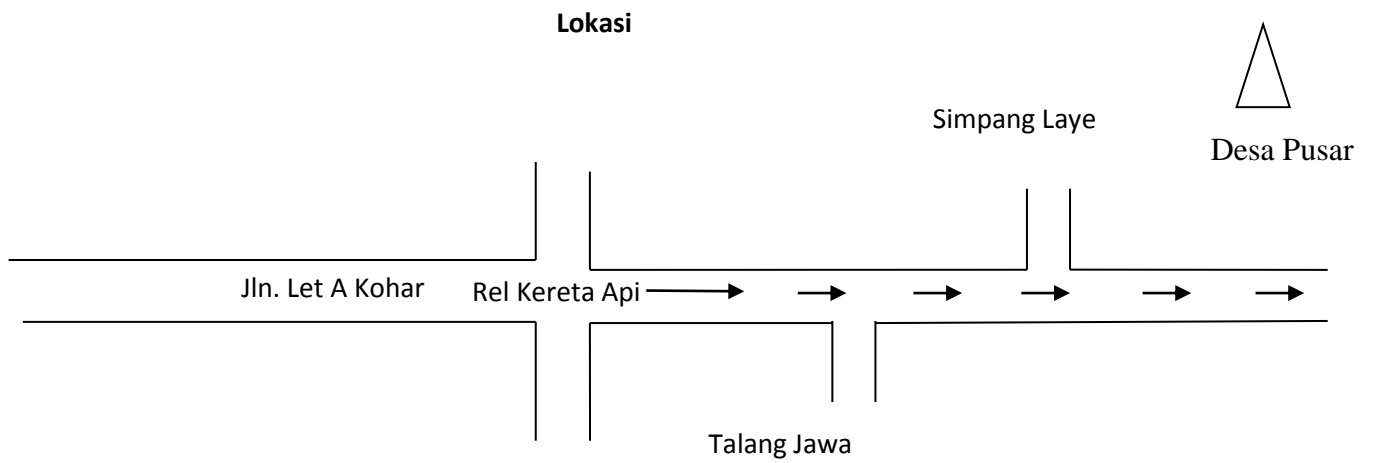 Lokasi
Simpang Laye
Desa Pusar
Jln. Let A Kohar
Rel Kereta Api
Talang Jawa